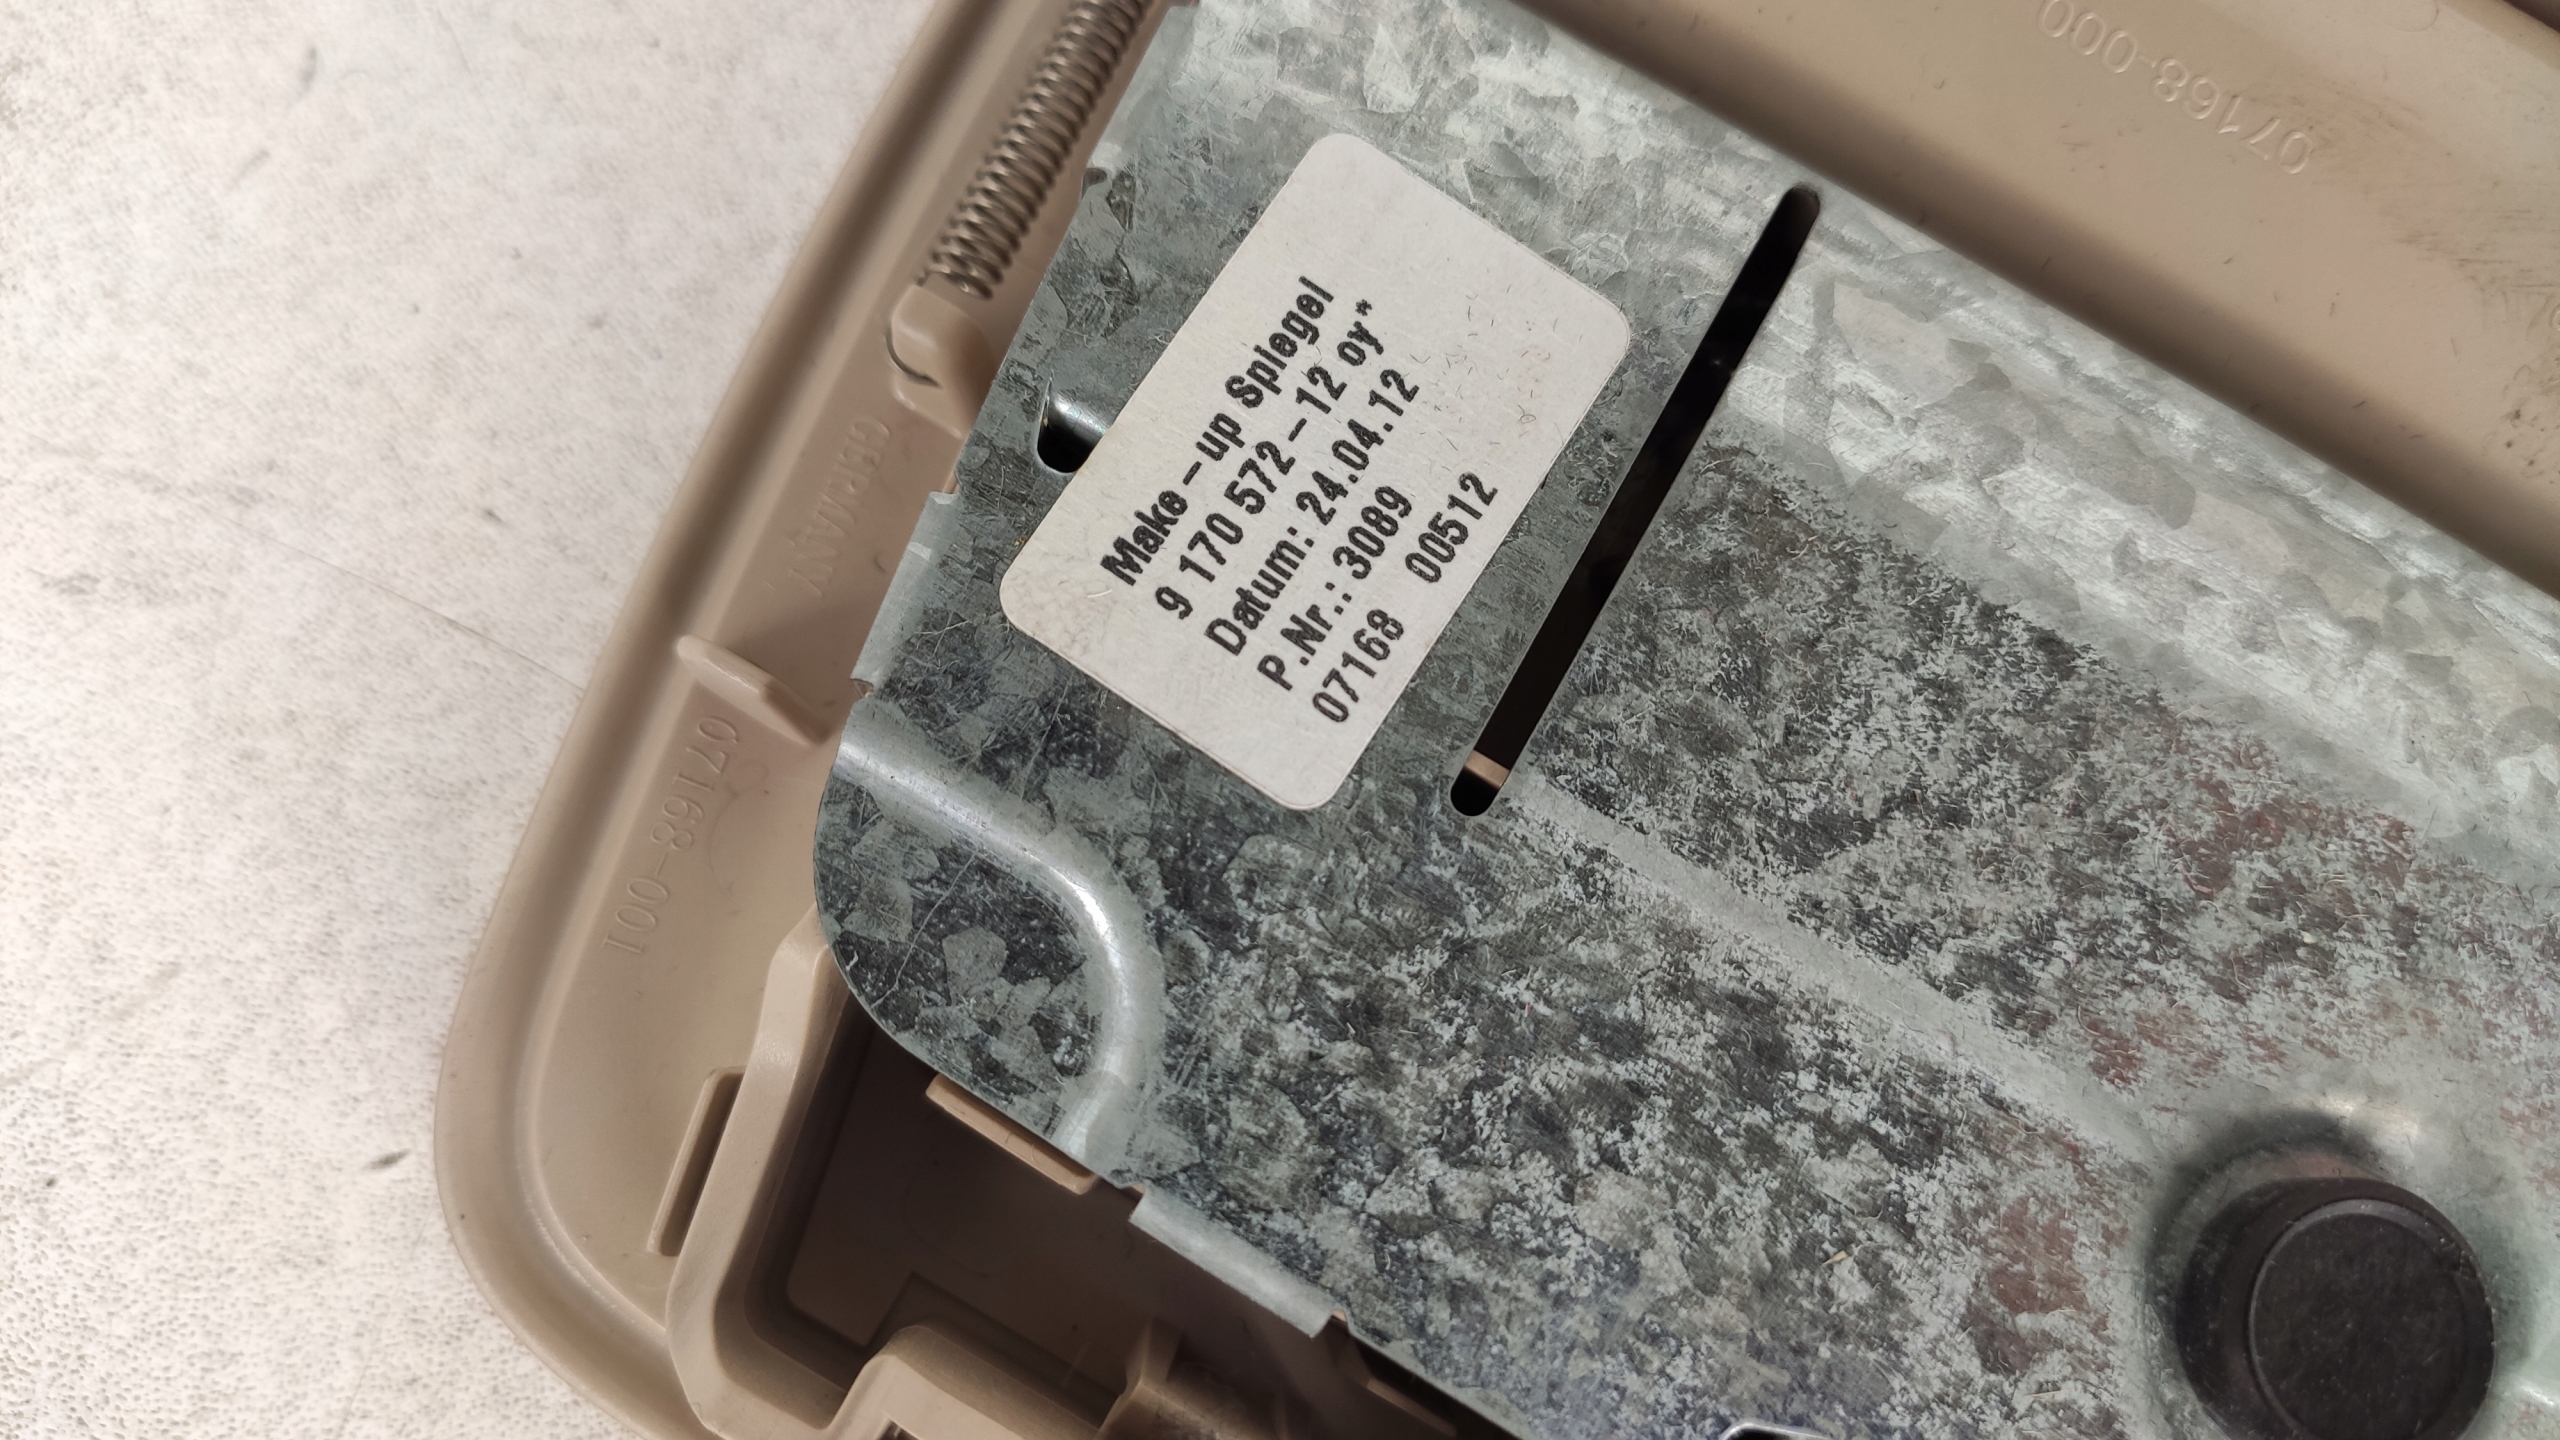 Make-up Spiegel
9 170 572-12 oy*
Datum: 24.04.12
P.Nr.: 3089
07168 00512
GERMANY
07168-001
07168-000